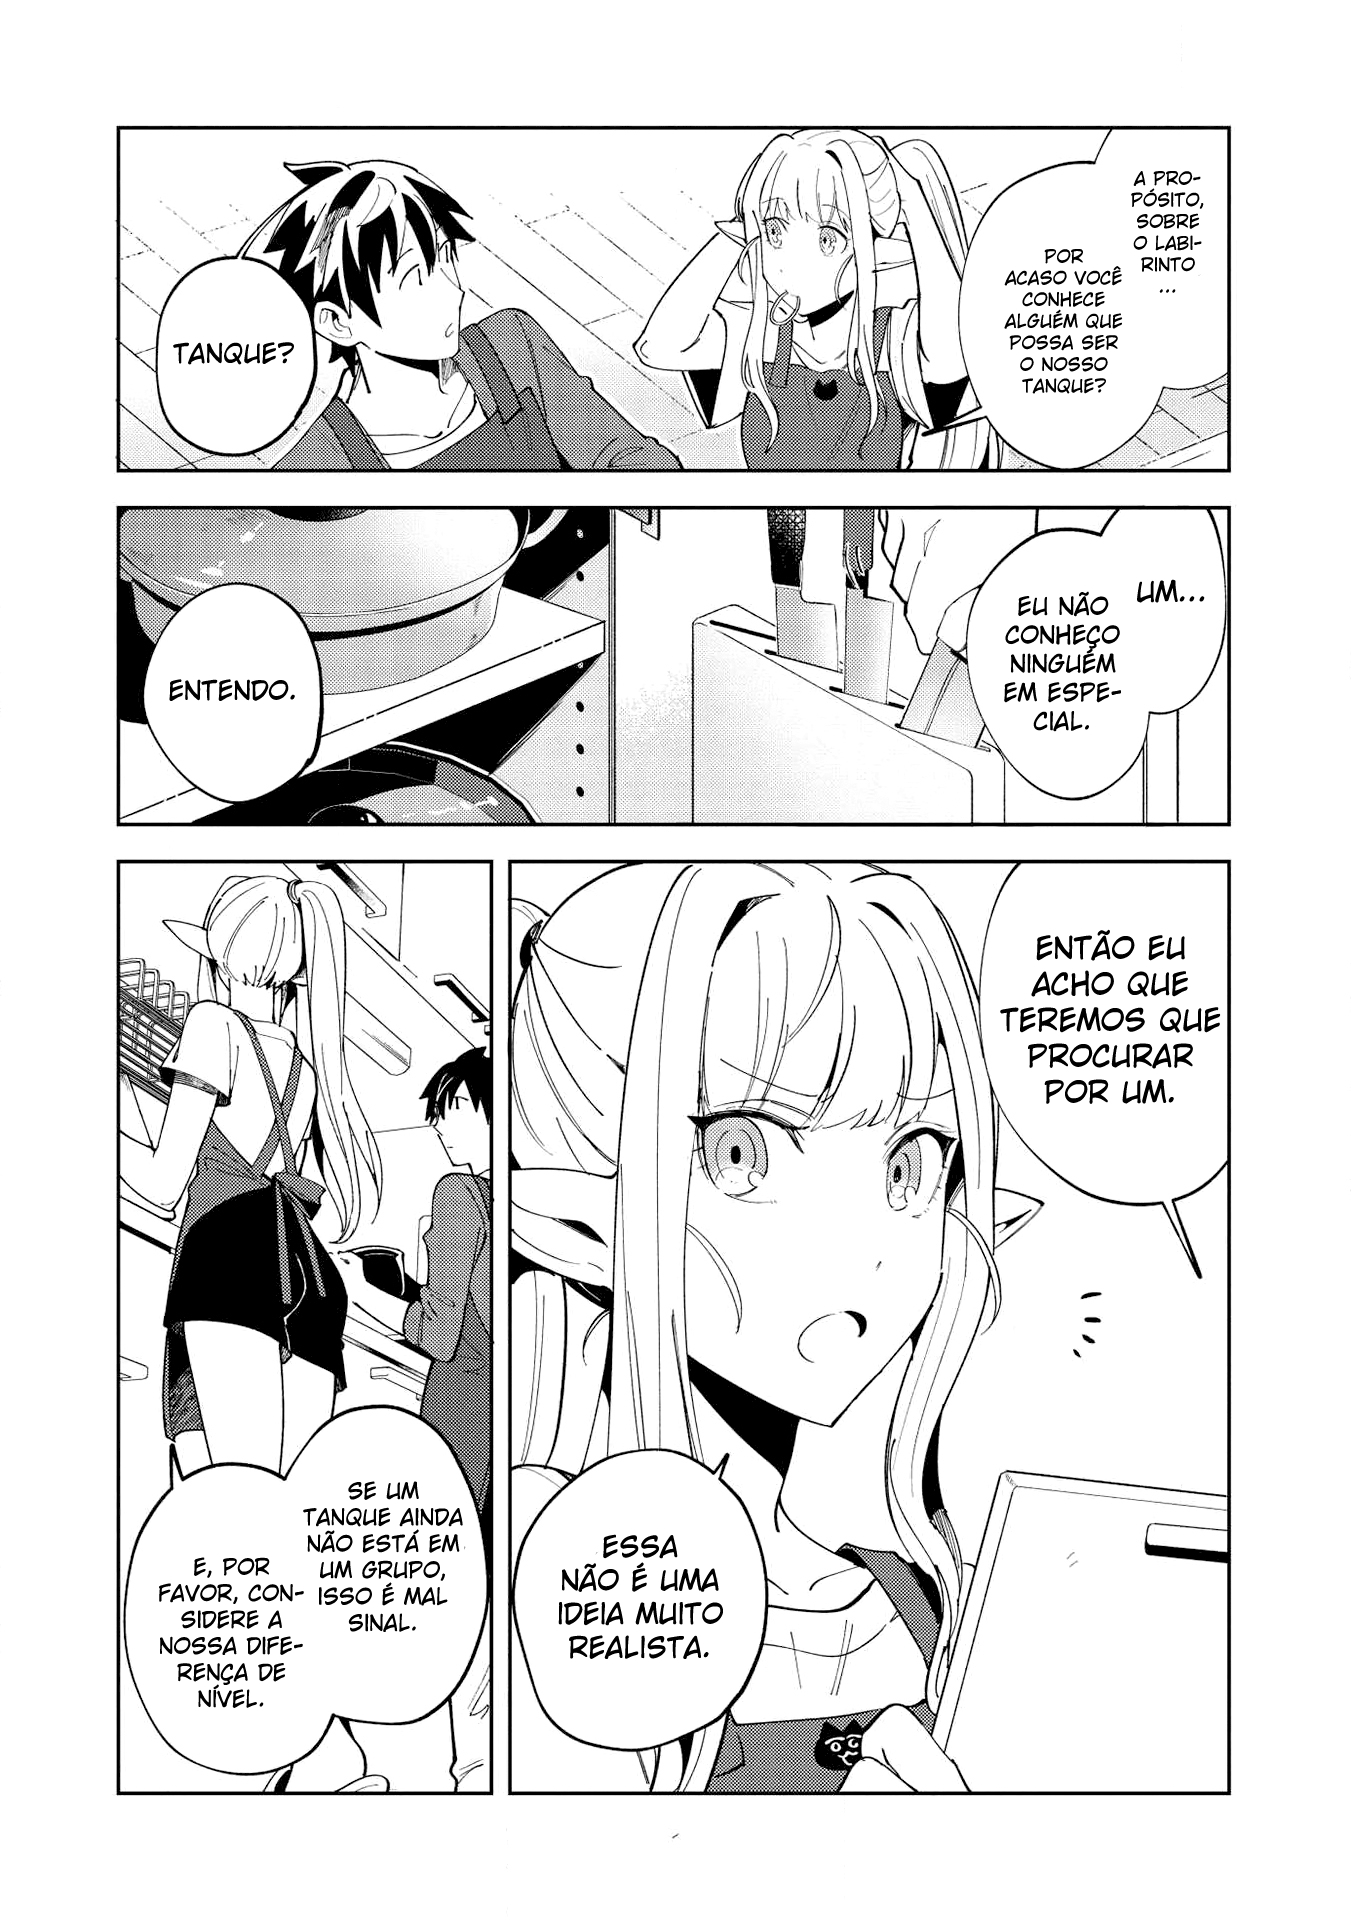 A PRO-
PÓSITO,
SOBRE
O LABI-
RINTO
...
POR
ACASO VOCÊ
CONHECE
ALGUÉM QUE
POSSA SER
O NOSSO
TANQUE?
TANQUE?
UM...
EU NÃO
CONHEÇO
NINGUÉM
EM ESPE-
CIAL.
ENTENDO.
ENTÃO EU
ACHO QUE
TEREMOS QUE
PROCURAR
POR UM.
ESSA
NÃO É UMA
IDEIA MUITO
REALISTA.
SE UM
TANQUE AINDA
NÃO ESTÁ EM
UM GRUPO,
ISSO É MAL
SINAL.
E, POR
FAVOR, CON-
SIDERE A
NOSSA DIFE-
RENÇA DE
NÍVEL.